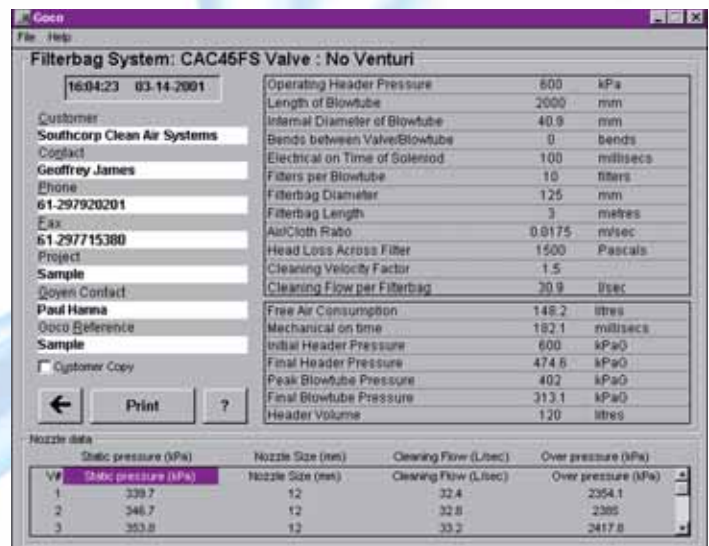 Goco
File Help
Filterbag System: CAC45FS Valve : No Venturi
16:04:23 03-14-2001
Customer
Southcorp Clean Air Systems
Contact
Geoffrey James
Phone
61-297920201
Fax
61-297715380
Project
Sample
Goyen Contact
Paul Hanna
Goco Reference
Sample
Customer Copy
Print ?
Operating Header Pressure 600 kPa
Length of Blowtube 2000 mm
Internal Diameter of Blowtube 40.9 mm
Bends between Valve/Blowtube 0 bends
Electrical on Time of Solenoid 100 millisecs
Filters per Blowtube 10 filters
Filterbag Diameter 125 mm
Filterbag Length 3 metres
Air/Cloth Ratio 0.0175 m/sec
Head Loss Across Filter 1500 Pascals
Cleaning Velocity Factor 1.5
Cleaning Flow per Filterbag 30.9 l/sec
Free Air Consumption 148.2 litres
Mechanical on time 182.1 millisecs
Initial Header Pressure 600 kPaG
Final Header Pressure 474.6 kPaG
Peak Blowtube Pressure 402 kPaG
Final Blowtube Pressure 313.1 kPaG
Header Volume 120 litres
Nozzle data
Static pressure (kPa) Nozzle Size (mm) Cleaning Flow (L/sec) Over pressure (kPa)
V# Static pressure (kPa) Nozzle Size (mm) Cleaning Flow (L/sec) Over pressure (kPa)
1 339.7 12 32.4 2354.1
2 346.7 12 32.8 2385
3 353.8 12 33.2 2417.8